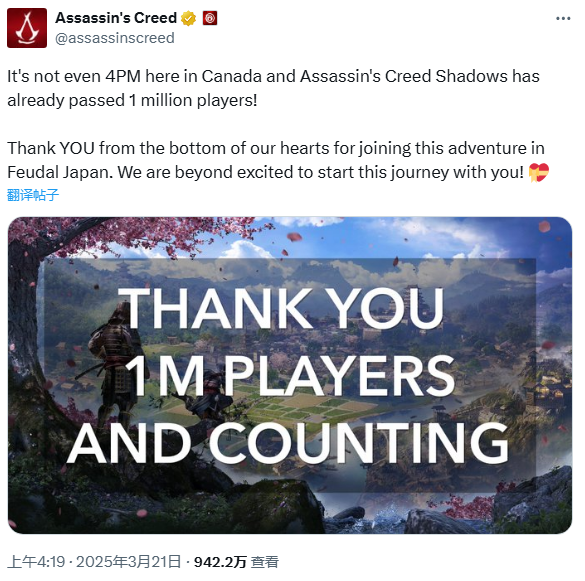 Assassin's Creed
@assassinscreed
It's not even 4PM here in Canada and Assassin's Creed Shadows has
already passed 1 million players!
Thank YOU from the bottom of our hearts for joining this adventure in
Feudal Japan. We are beyond excited to start this journey with you! 💝
翻译帖子
THANK YOU
1M PLAYERS
AND COUNTING
上午4:19 · 2025年3月21日 · 942.2万 查看